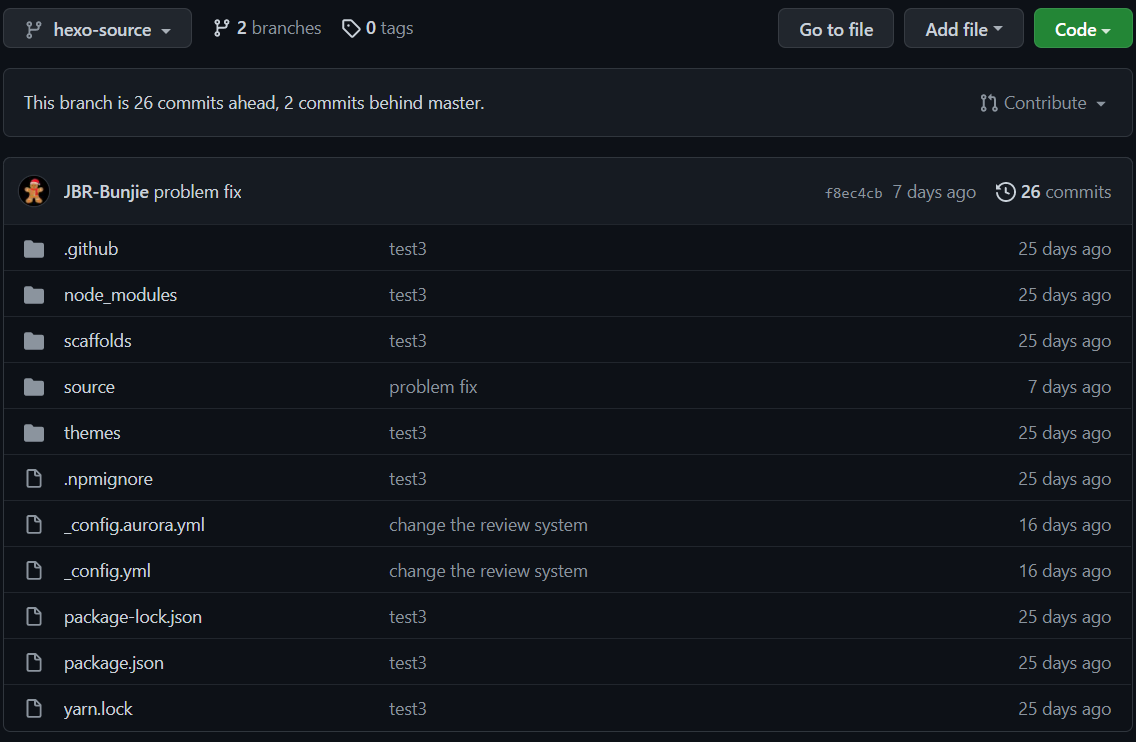 hexo-source 2 branches 0 tags Go to file Add file Code
This branch is 26 commits ahead, 2 commits behind master. Contribute
JBR-Bunjie problem fix f8ec4cb 7 days ago 26 commits
.github test3 25 days ago
node_modules test3 25 days ago
scaffolds test3 25 days ago
source problem fix 7 days ago
themes test3 25 days ago
.npmignore test3 25 days ago
_config.aurora.yml change the review system 16 days ago
_config.yml change the review system 16 days ago
package-lock.json test3 25 days ago
package.json test3 25 days ago
yarn.lock test3 25 days ago